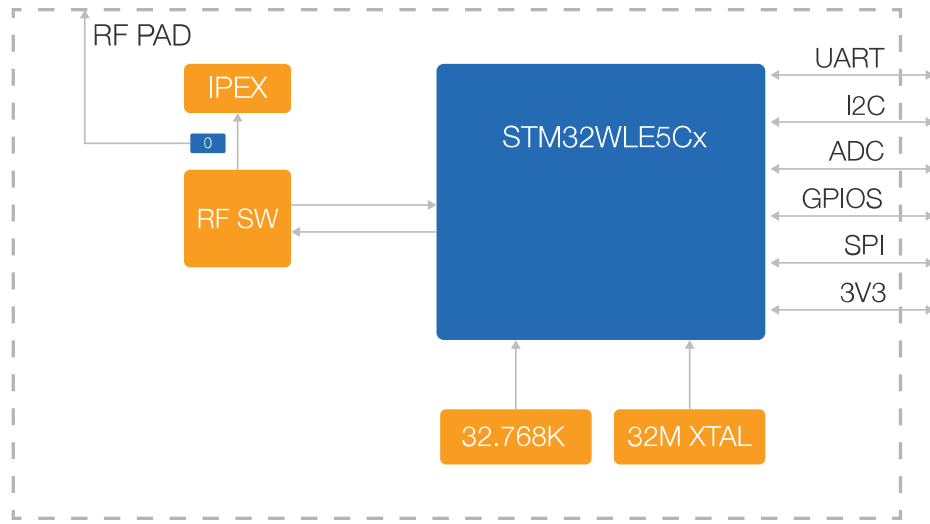 RF PAD
IPEX
0
RF SW
STM32WLE5Cx
UART
I2C
ADC
GPIOS
SPI
3V3
32.768K
32M XTAL